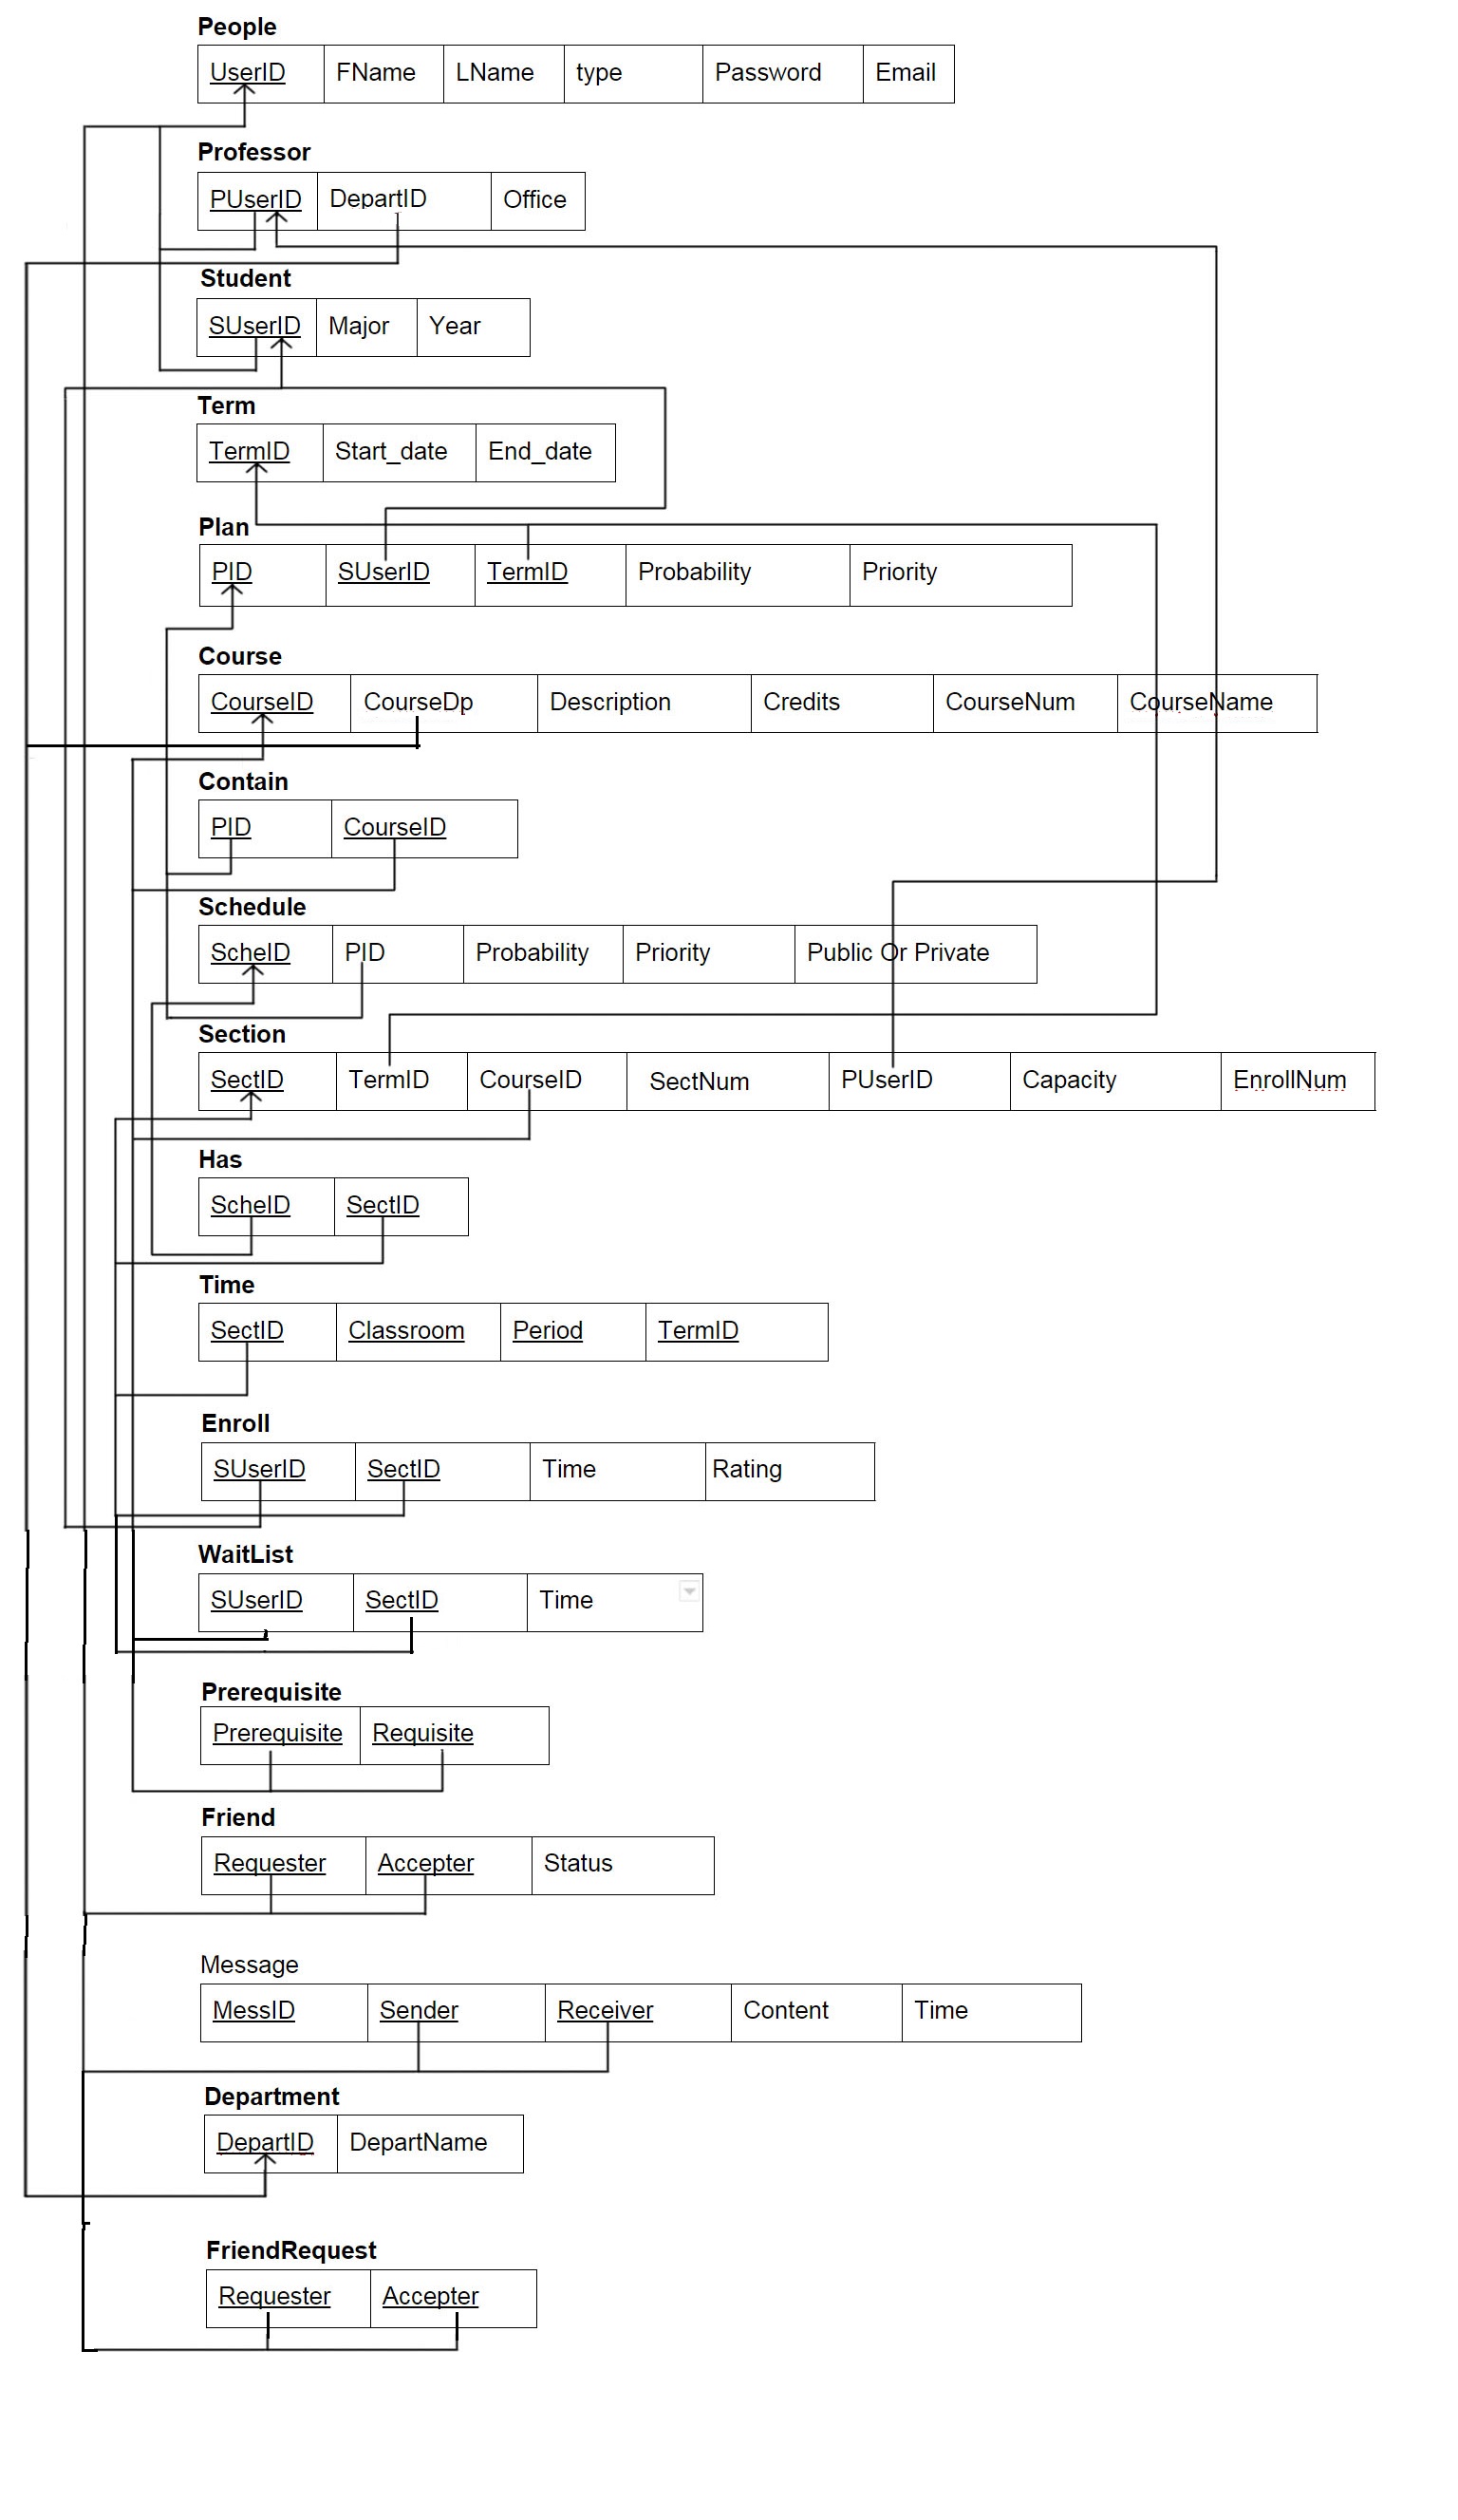 People
UserID FName LName type Password Email
Professor
PUserID DepartID Office
Student
SUserID Major Year
Term
TermID Start_date End_date
Plan
PID SUserID TermID Probability Priority
Course
CourseID CourseDp Description Credits CourseNum CourseName
Contain
PID CourseID
Schedule
ScheID PID Probability Priority Public Or Private
Section
SectID TermID CourseID SectNum PUserID Capacity EnrollNum
Has
ScheID SectID
Time
SectID Classroom Period TermID
Enroll
SUserID SectID Time Rating
WaitList
SUserID SectID Time
Prerequisite
Prerequisite Requisite
Friend
Requester Accepter Status
Message
MessID Sender Receiver Content Time
Department
DepartID DepartName
FriendRequest
Requester Accepter